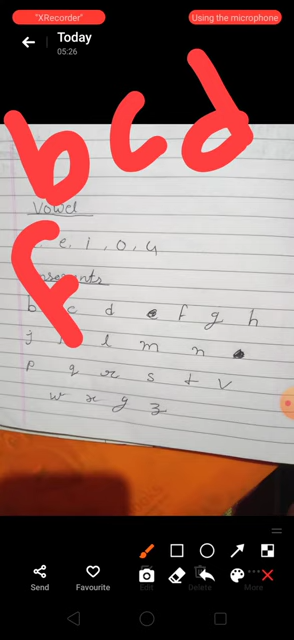 "XRecorder"
Using the microphone
Today
05:26
b c d
f
Vowel
e, i, o, u
b c d f g h
j l m n
p q r s t v
w x y z
Send
Favourite
Edit
Delete
More